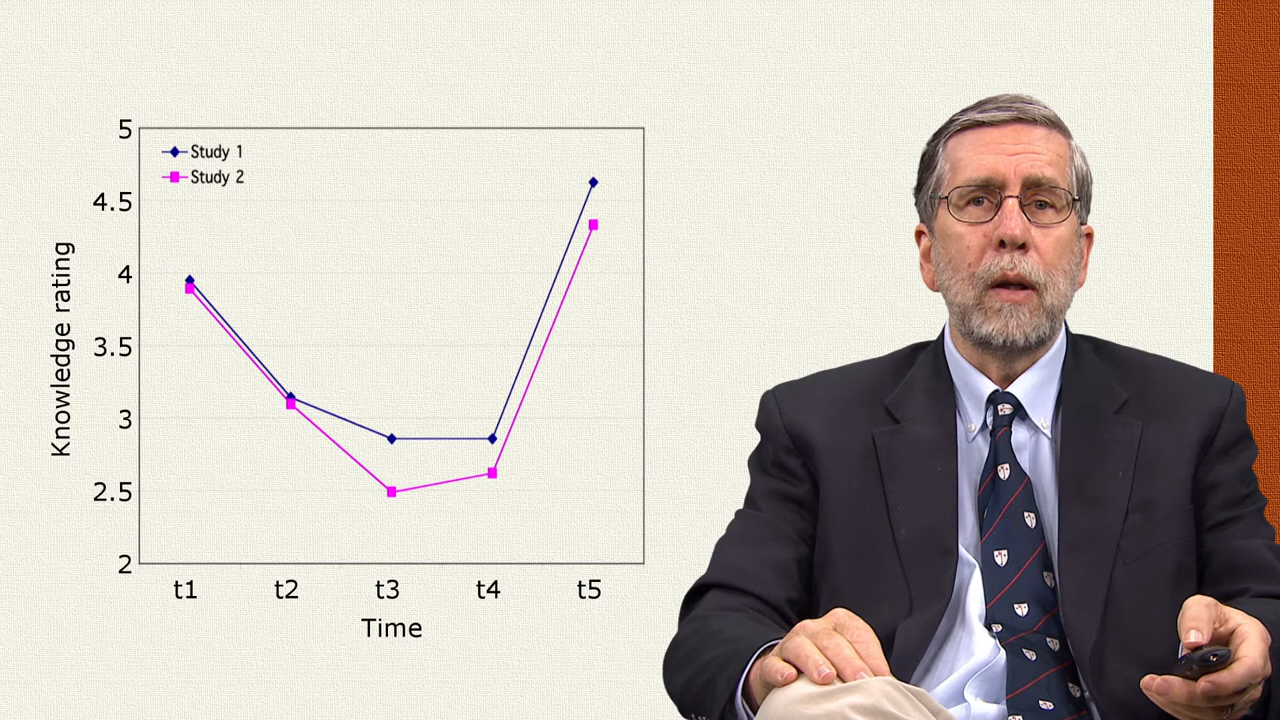 5
Study 1
Study 2
4.5
4
3.5
3
2.5
2
Knowledge rating
t1 t2 t3 t4 t5
Time